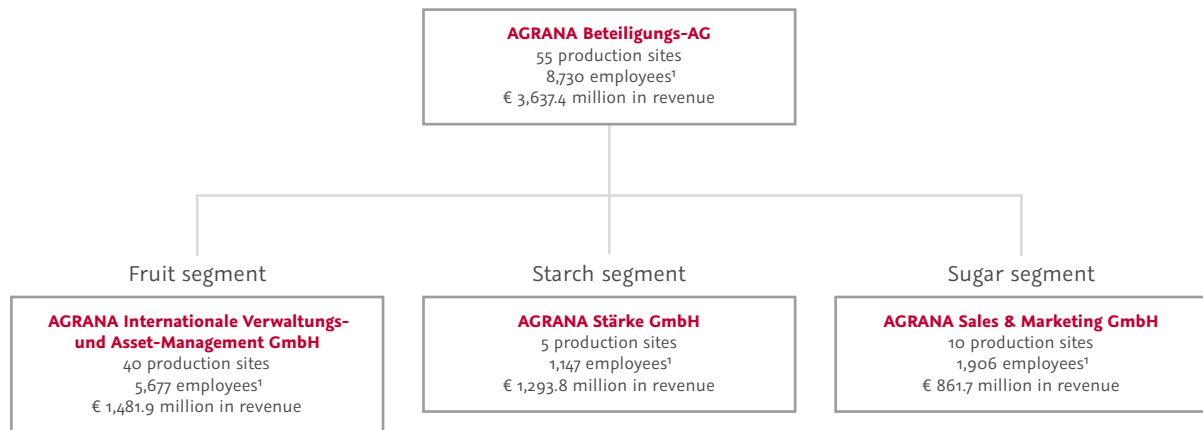 AGRANA Beteiligungs-AG
55 production sites
8,730 employees¹
€ 3,637.4 million in revenue
Fruit segment
AGRANA Internationale Verwaltungs-
und Asset-Management GmbH
40 production sites
5,677 employees¹
€ 1,481.9 million in revenue
Starch segment
AGRANA Stärke GmbH
5 production sites
1,147 employees¹
€ 1,293.8 million in revenue
Sugar segment
AGRANA Sales & Marketing GmbH
10 production sites
1,906 employees¹
€ 861.7 million in revenue